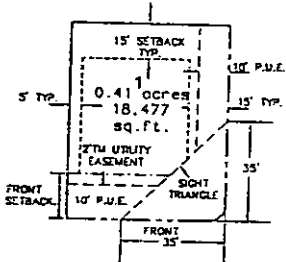 15' SETBACK
TYP.
10' P.U.E.
5' TYP.
1
0.41 acres
18.477
sq.ft.
15' TYP.
2'TM UTILITY
EASEMENT
SIGHT
TRIANGLE
35'
FRONT
SETBACK
10' P.U.E.
FRONT
35'